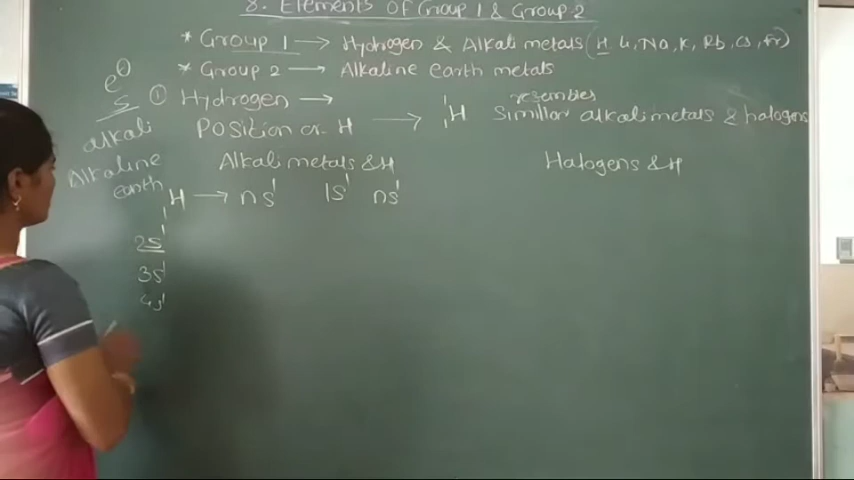 8. Elements of Group 1 & Group 2
* Group 1 → Hydrogen & Alkali metals (H Li, Na, K, Rb, Cs, Fr)
* Group 2 → Alkaline earth metals
e⊖
s
① Hydrogen →
resembles
Position of H → ¹₁H Similar alkali metals & halogens
alkali
Alkaline
earth
Alkali metals & H
Halogens & H
₁H¹ → ns¹ 1s¹ ns¹
2s¹
3s¹
4s¹